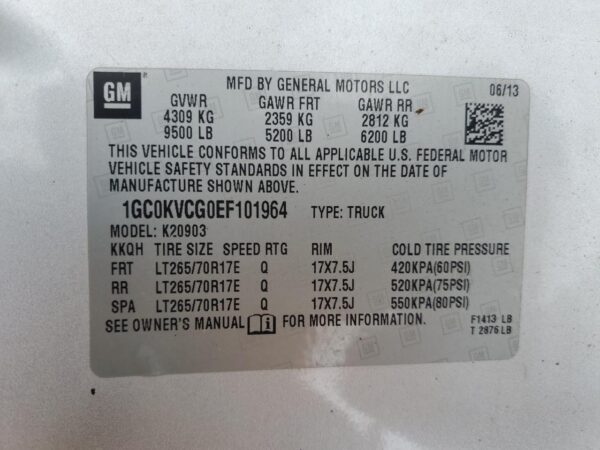 GM
MFD BY GENERAL MOTORS LLC 06/13
GVWR GAWR FRT GAWR RR
4309 KG 2359 KG 2812 KG
9500 LB 5200 LB 6200 LB
THIS VEHICLE CONFORMS TO ALL APPLICABLE U.S. FEDERAL MOTOR
VEHICLE SAFETY STANDARDS IN EFFECT ON THE DATE OF
MANUFACTURE SHOWN ABOVE.
1GC0KVCG0EF101964 TYPE: TRUCK
MODEL: K20903
KKQH TIRE SIZE SPEED RTG RIM COLD TIRE PRESSURE
FRT LT265/70R17E Q 17X7.5J 420KPA(60PSI)
RR LT265/70R17E Q 17X7.5J 520KPA(75PSI)
SPA LT265/70R17E Q 17X7.5J 550KPA(80PSI)
SEE OWNER'S MANUAL FOR MORE INFORMATION.
F1413 LB
T 2876 LB